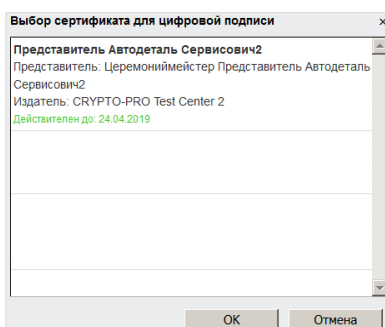 Выбор сертификата для цифровой подписи ×
Представитель Автодеталь Сервисович2
Представитель: Церемониймейстер Представитель Автодеталь
Сервисович2
Издатель: CRYPTO-PRO Test Center 2
Действителен до: 24.04.2019
OK Отмена